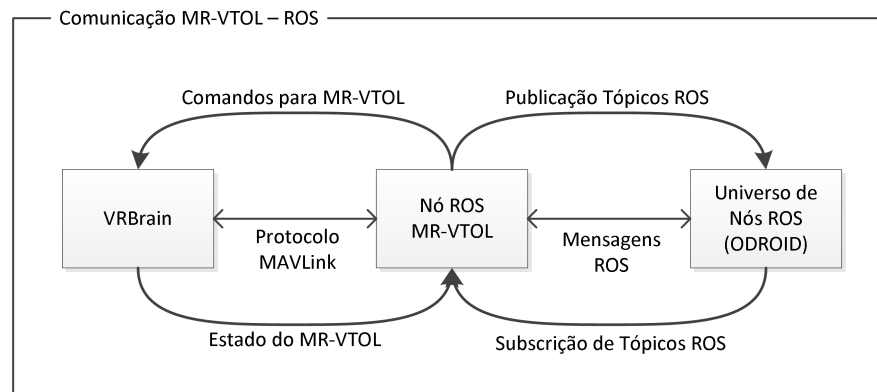 Comunicação MR-VTOL – ROS
Comandos para MR-VTOL
Publicação Tópicos ROS
VRBrain
Protocolo
MAVLink
Nó ROS
MR-VTOL
Mensagens
ROS
Universo de
Nós ROS
(ODROID)
Estado do MR-VTOL
Subscrição de Tópicos ROS